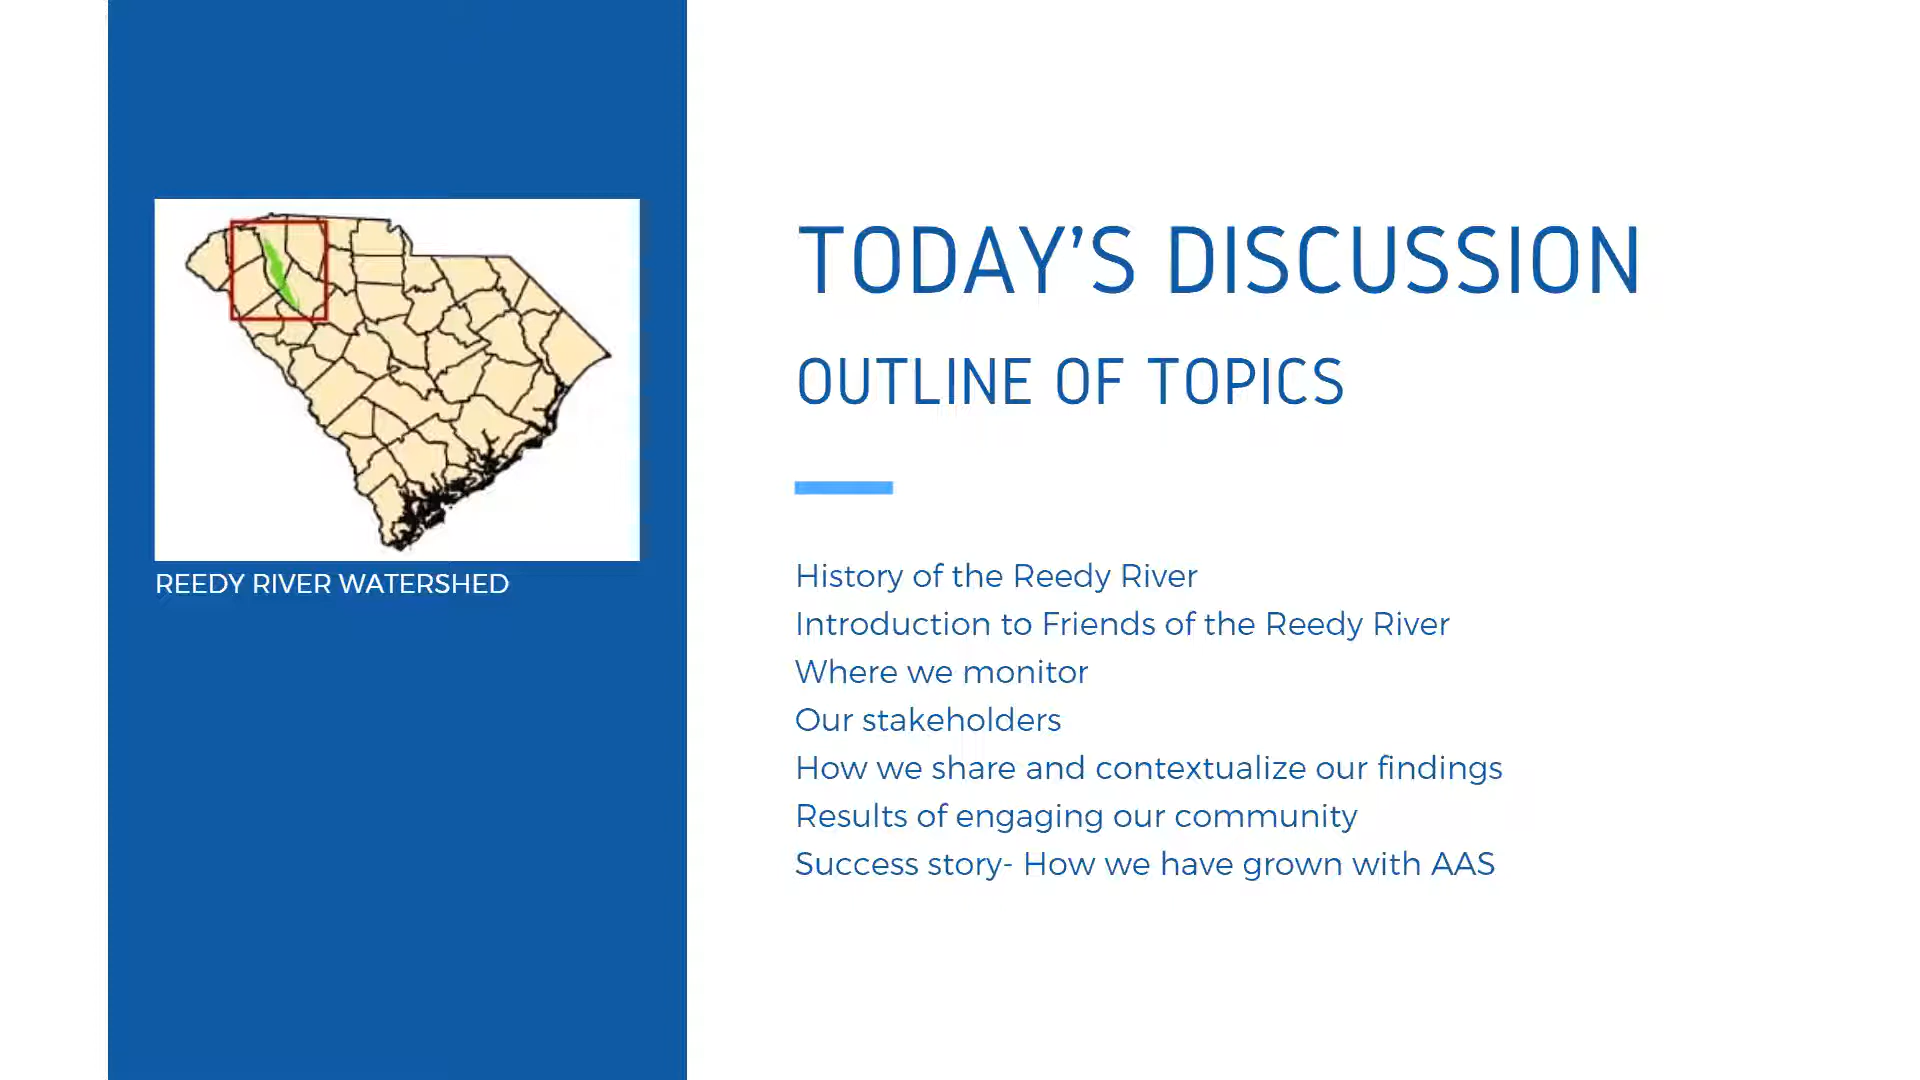 REEDY RIVER WATERSHED
TODAY’S DISCUSSION
OUTLINE OF TOPICS
History of the Reedy River
Introduction to Friends of the Reedy River
Where we monitor
Our stakeholders
How we share and contextualize our findings
Results of engaging our community
Success story- How we have grown with AAS